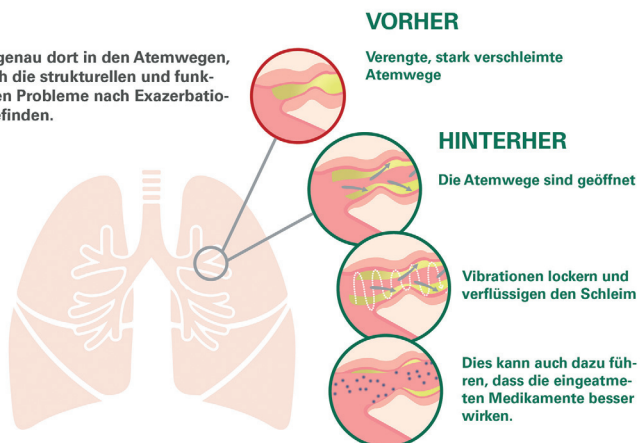 genau dort in den Atemwegen,
h die strukturellen und funk-
en Probleme nach Exazerbatio-
efinden.
VORHER
Verengte, stark verschleimte
Atemwege
HINTERHER
Die Atemwege sind geöffnet
Vibrationen lockern und
verflüssigen den Schleim
Dies kann auch dazu füh-
ren, dass die eingeatme-
ten Medikamente besser
wirken.